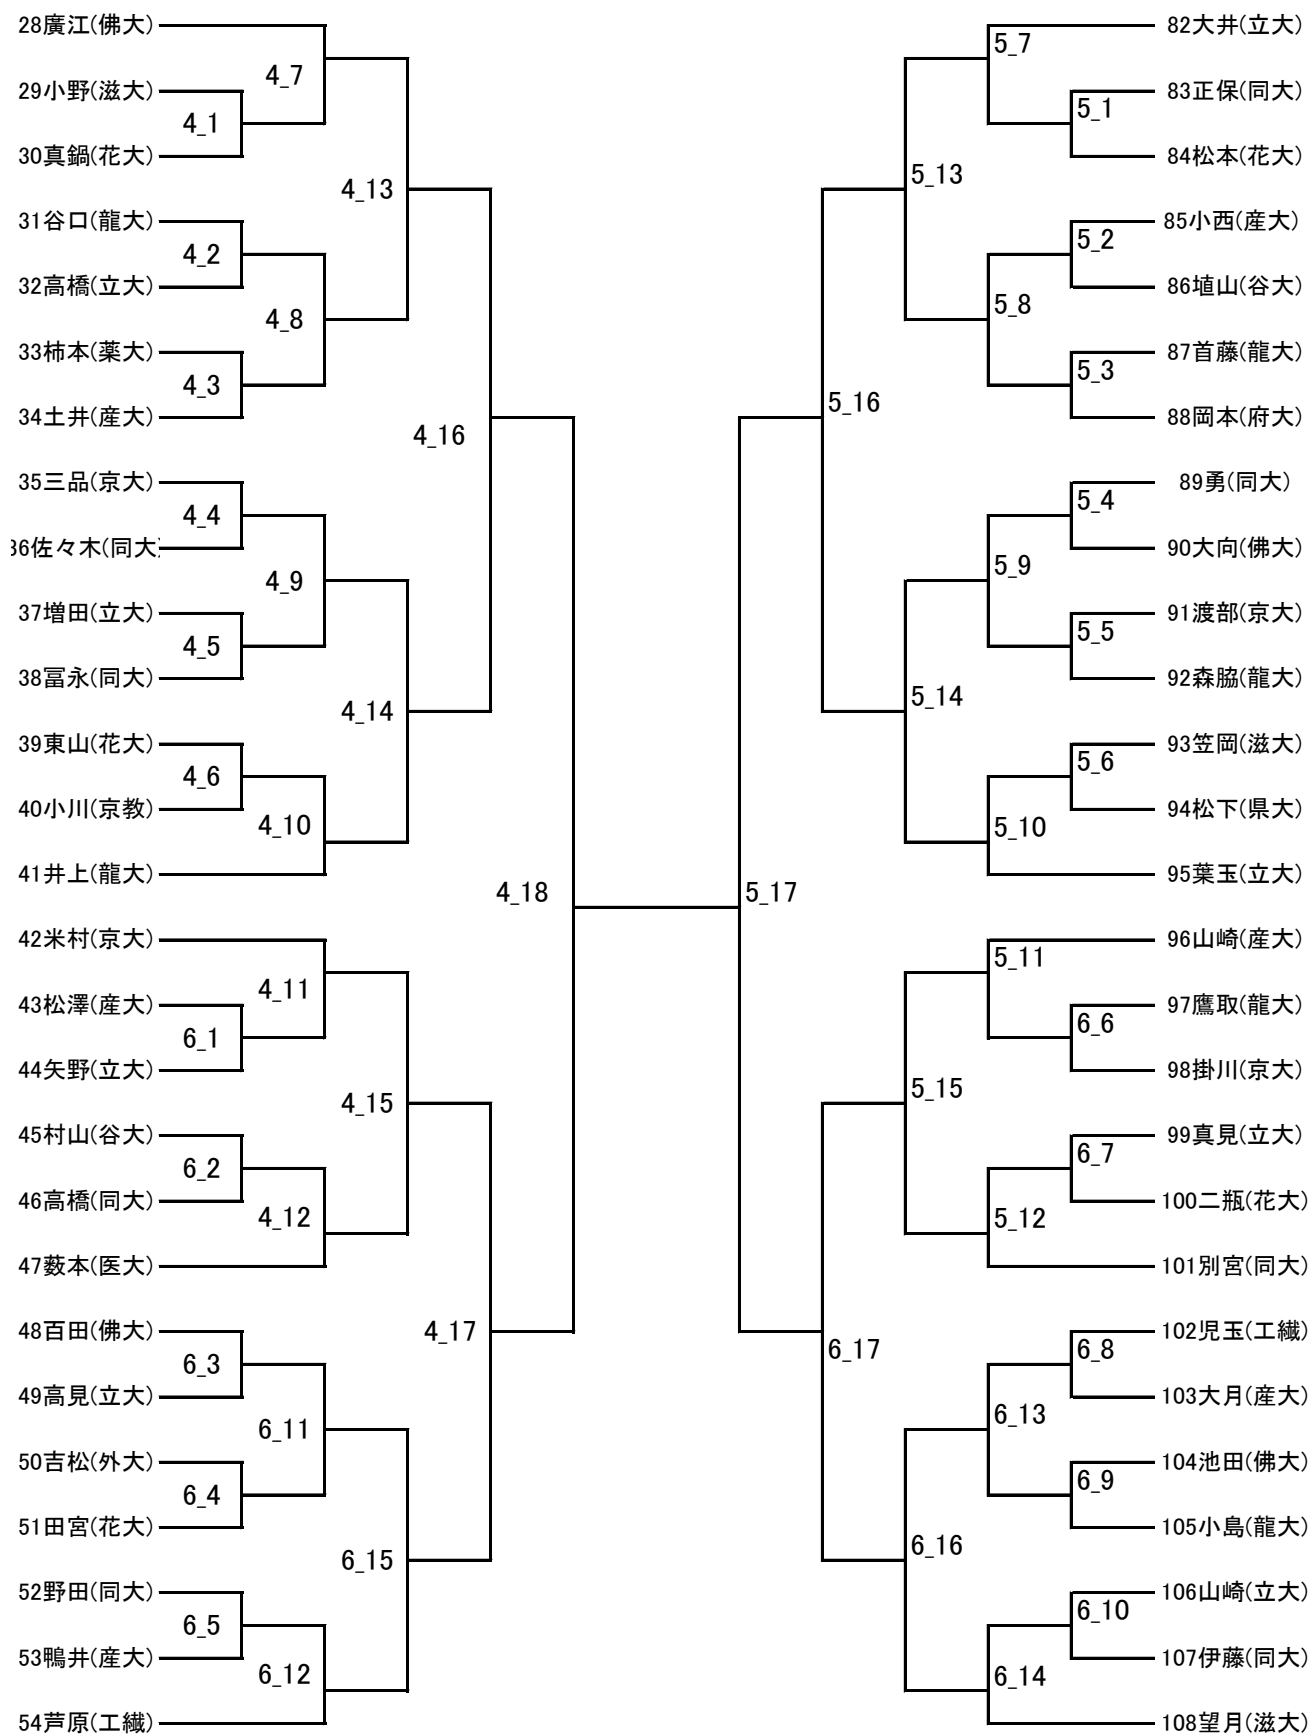 28廣江(佛大)
4_7
29小野(滋大)
4_1
30真鍋(花大)
4_13
31谷口(龍大)
4_2
32高橋(立大)
4_8
33柿本(薬大)
4_3
34土井(産大)
4_16
35三品(京大)
4_4
36佐々木(同大)
4_9
37増田(立大)
4_5
38冨永(同大)
4_14
39東山(花大)
4_6
40小川(京教)
4_10
41井上(龍大)
4_18
42米村(京大)
4_11
43松澤(産大)
6_1
44矢野(立大)
4_15
45村山(谷大)
6_2
46高橋(同大)
4_12
47薮本(医大)
4_17
48百田(佛大)
6_3
49高見(立大)
6_11
50吉松(外大)
6_4
51田宮(花大)
6_15
52野田(同大)
6_5
53鴨井(産大)
6_12
54芦原(工繊)
82大井(立大)
5_7
83正保(同大)
5_1
84松本(花大)
5_13
85小西(産大)
5_2
86埴山(谷大)
5_8
87首藤(龍大)
5_3
88岡本(府大)
5_16
89勇(同大)
5_4
90大向(佛大)
5_9
91渡部(京大)
5_5
92森脇(龍大)
5_14
93笠岡(滋大)
5_6
94松下(県大)
5_10
95葉玉(立大)
5_17
96山崎(産大)
5_11
97鷹取(龍大)
6_6
98掛川(京大)
5_15
99真見(立大)
6_7
100二瓶(花大)
5_12
101別宮(同大)
6_17
102児玉(工繊)
6_8
103大月(産大)
6_13
104池田(佛大)
6_9
105小島(龍大)
6_16
106山崎(立大)
6_10
107伊藤(同大)
6_14
108望月(滋大)